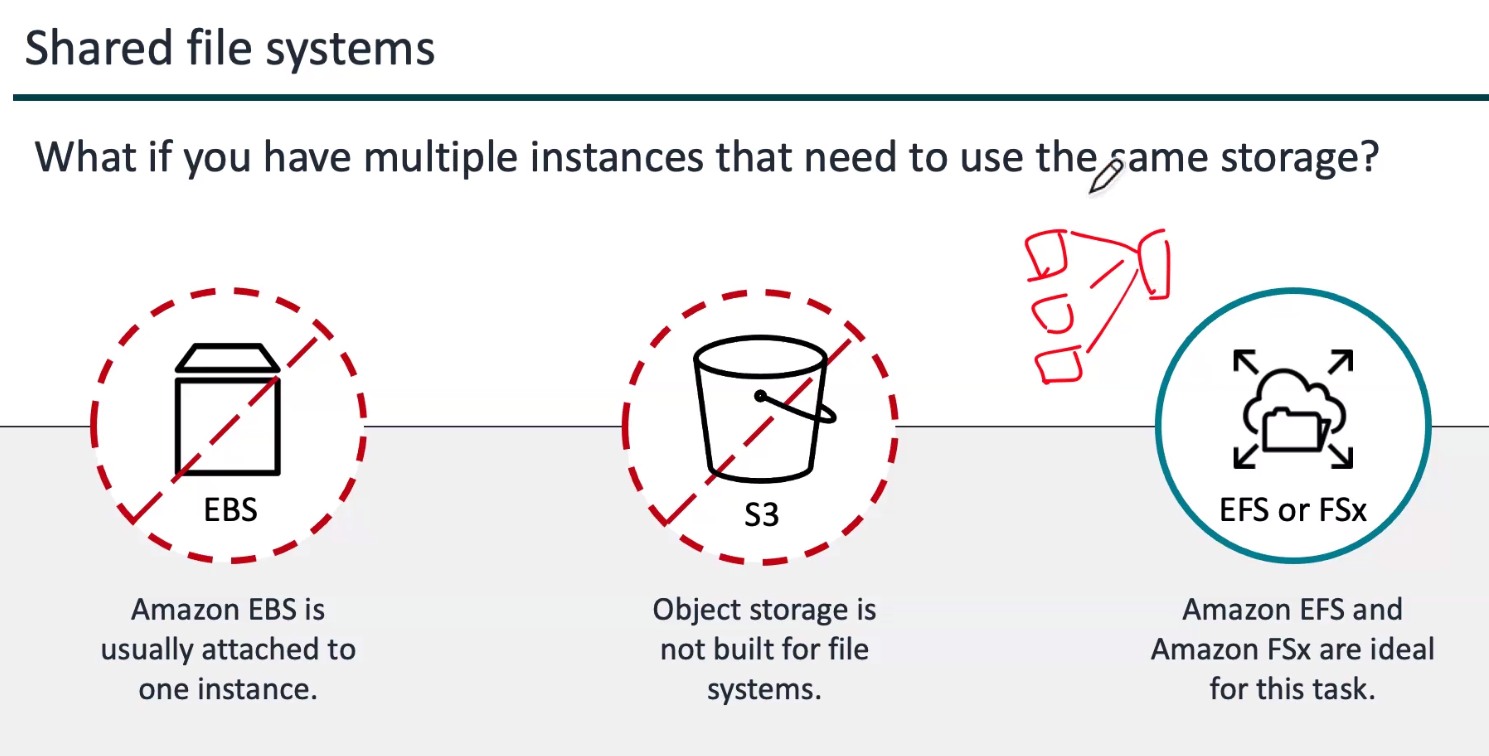 Shared file systems
What if you have multiple instances that need to use the same storage?
EBS
Amazon EBS is
usually attached to
one instance.
S3
Object storage is
not built for file
systems.
EFS or FSx
Amazon EFS and
Amazon FSx are ideal
for this task.